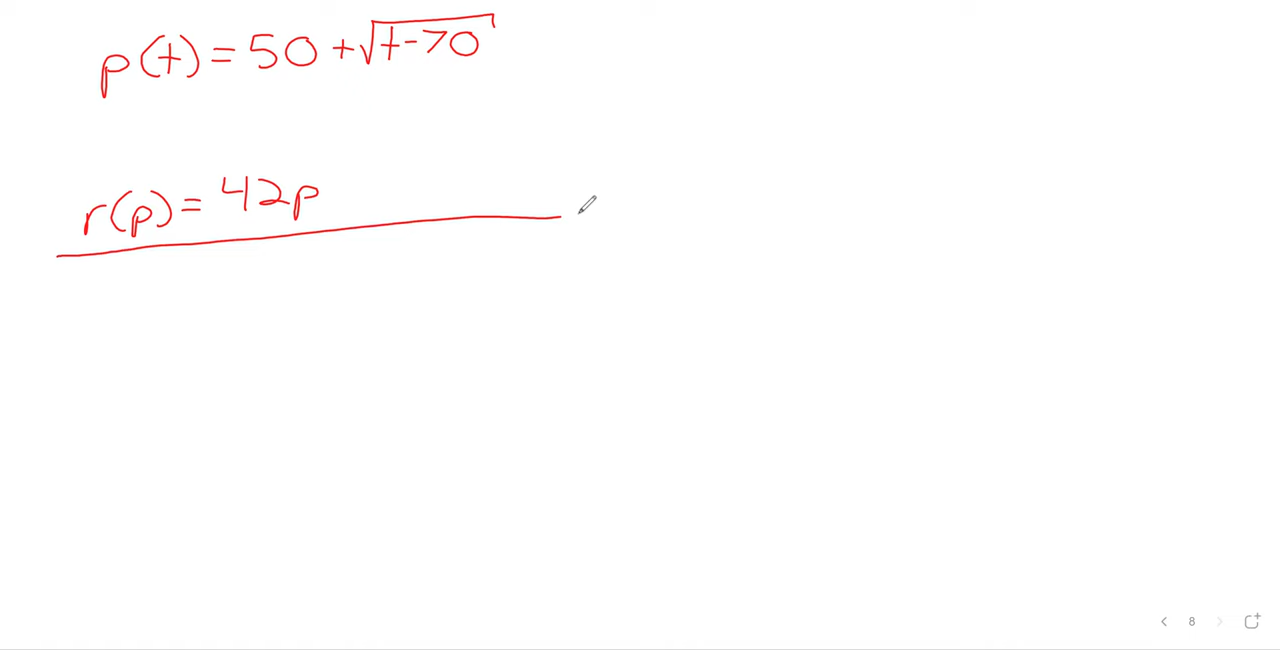 p(t) = 50 + √(t-70)
r(p) = 42p
8